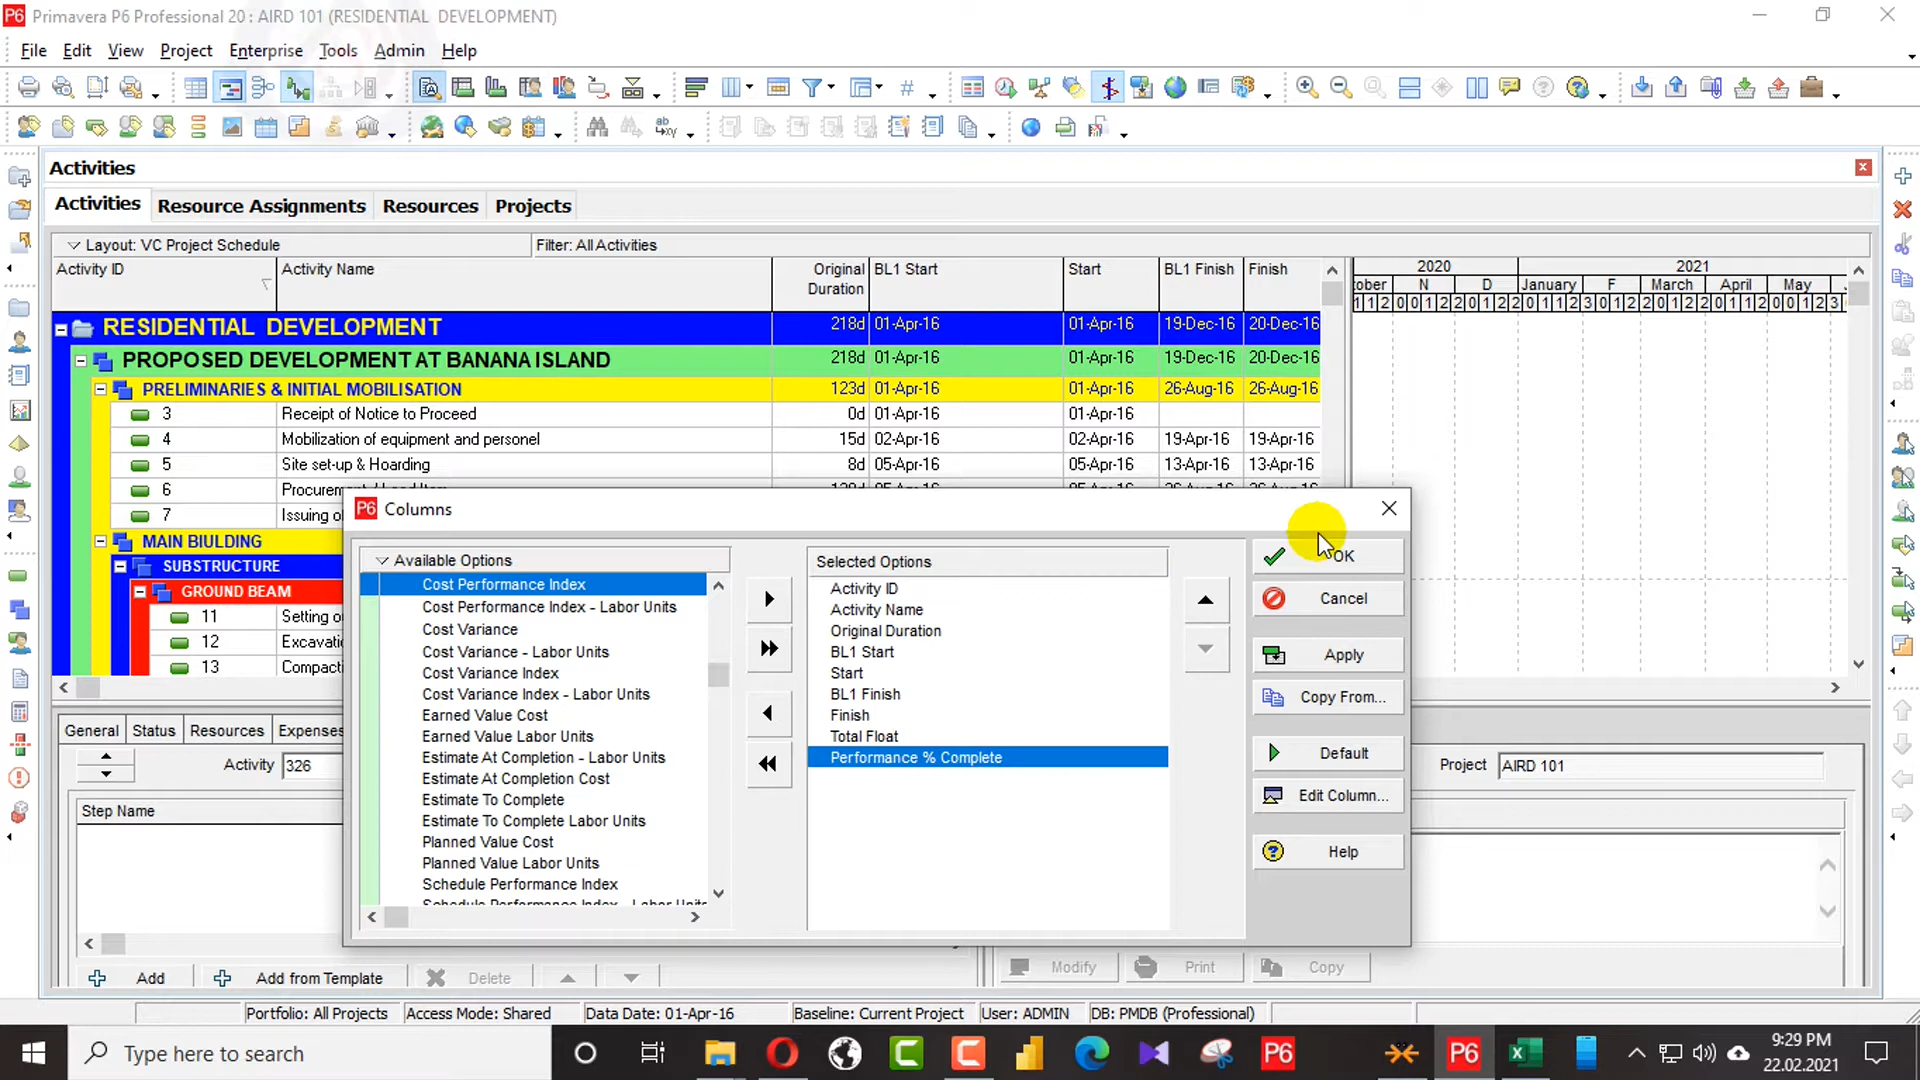 P6 Primavera P6 Professional 20 : AIRD 101 (RESIDENTIAL DEVELOPMENT)
File Edit View Project Enterprise Tools Admin Help
Activities
Activities Resource Assignments Resources Projects
Layout: VC Project Schedule Filter: All Activities
Activity ID Activity Name Original Duration BL1 Start Start BL1 Finish Finish
2020 2021
ober N D January F March April May
RESIDENTIAL DEVELOPMENT 218d 01-Apr-16 01-Apr-16 19-Dec-16 20-Dec-16
PROPOSED DEVELOPMENT AT BANANA ISLAND 218d 01-Apr-16 01-Apr-16 19-Dec-16 20-Dec-16
PRELIMINARIES & INITIAL MOBILISATION 123d 01-Apr-16 01-Apr-16 26-Aug-16 26-Aug-16
3 Receipt of Notice to Proceed 0d 01-Apr-16 01-Apr-16
4 Mobilization of equipment and personel 15d 02-Apr-16 02-Apr-16 19-Apr-16 19-Apr-16
5 Site set-up & Hoarding 8d 05-Apr-16 05-Apr-16 13-Apr-16 13-Apr-16
6
7 Issuing
MAIN BIULDING
SUBSTRUCTURE
GROUND BEAM
11 Setting
12 Excava
13 Compac
P6 Columns
Available Options
Cost Performance Index
Cost Performance Index - Labor Units
Cost Variance
Cost Variance - Labor Units
Cost Variance Index
Cost Variance Index - Labor Units
Earned Value Cost
Earned Value Labor Units
Estimate At Completion - Labor Units
Estimate At Completion Cost
Estimate To Complete
Estimate To Complete Labor Units
Planned Value Cost
Planned Value Labor Units
Schedule Performance Index
Schedule Performance Index - Labor Units
Selected Options
Activity ID
Activity Name
Original Duration
BL1 Start
Start
BL1 Finish
Finish
Total Float
Performance % Complete
OK
Cancel
Apply
Copy From...
Default
Edit Column...
Help
General Status Resources Expenses
Activity 326 Project AIRD 101
Step Name
Add Add from Template Delete Modify Print Copy
Portfolio: All Projects Access Mode: Shared Data Date: 01-Apr-16 Baseline: Current Project User: ADMIN DB: PMDB (Professional)
Type here to search
9:29 PM
22.02.2021